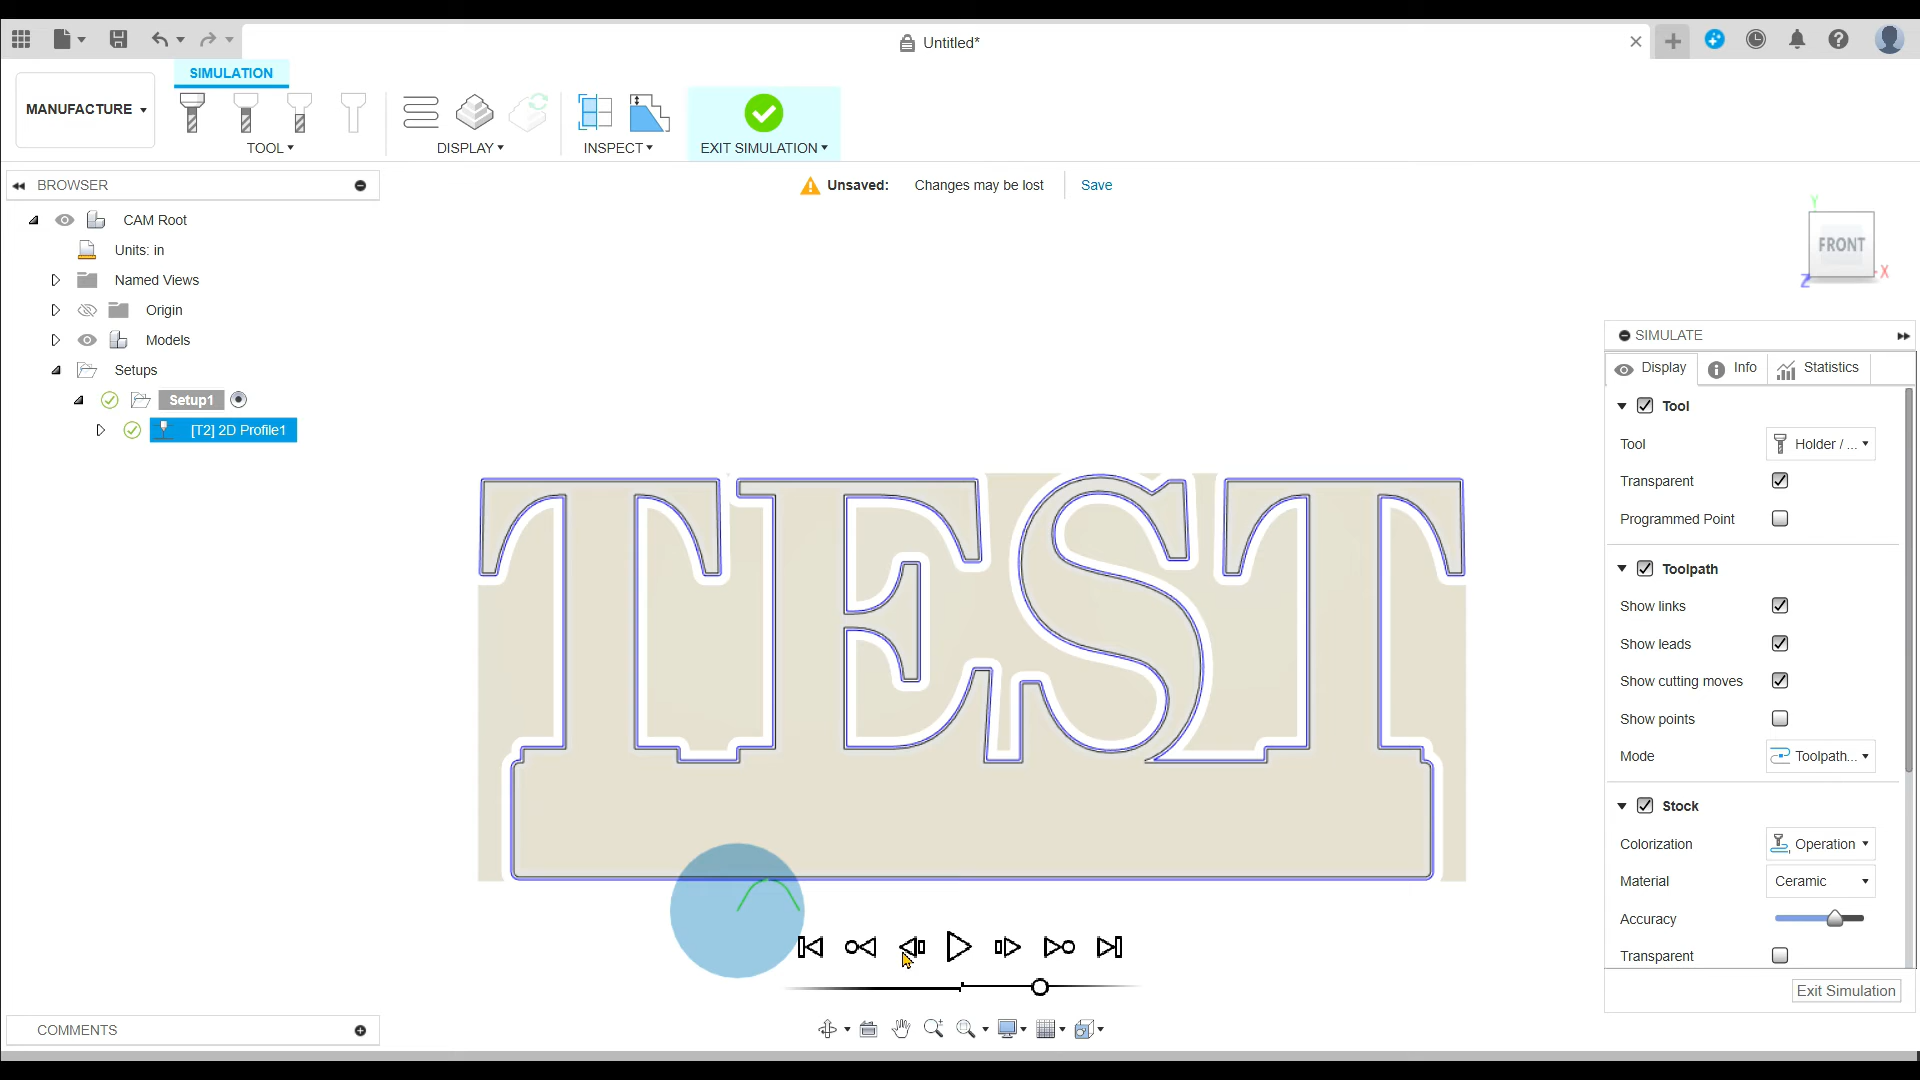 Untitled*
MANUFACTURE
SIMULATION
TOOL
DISPLAY
INSPECT
EXIT SIMULATION
BROWSER
Unsaved: Changes may be lost Save
CAM Root
Units: in
Named Views
Origin
Models
Setups
Setup1
[T2] 2D Profile1
Y
FRONT
X
Z
TEST
SIMULATE
Display Info Statistics
Tool
Tool Holder / ...
Transparent
Programmed Point
Toolpath
Show links
Show leads
Show cutting moves
Show points
Mode Toolpath...
Stock
Colorization Operation
Material Ceramic
Accuracy
Transparent
Exit Simulation
COMMENTS